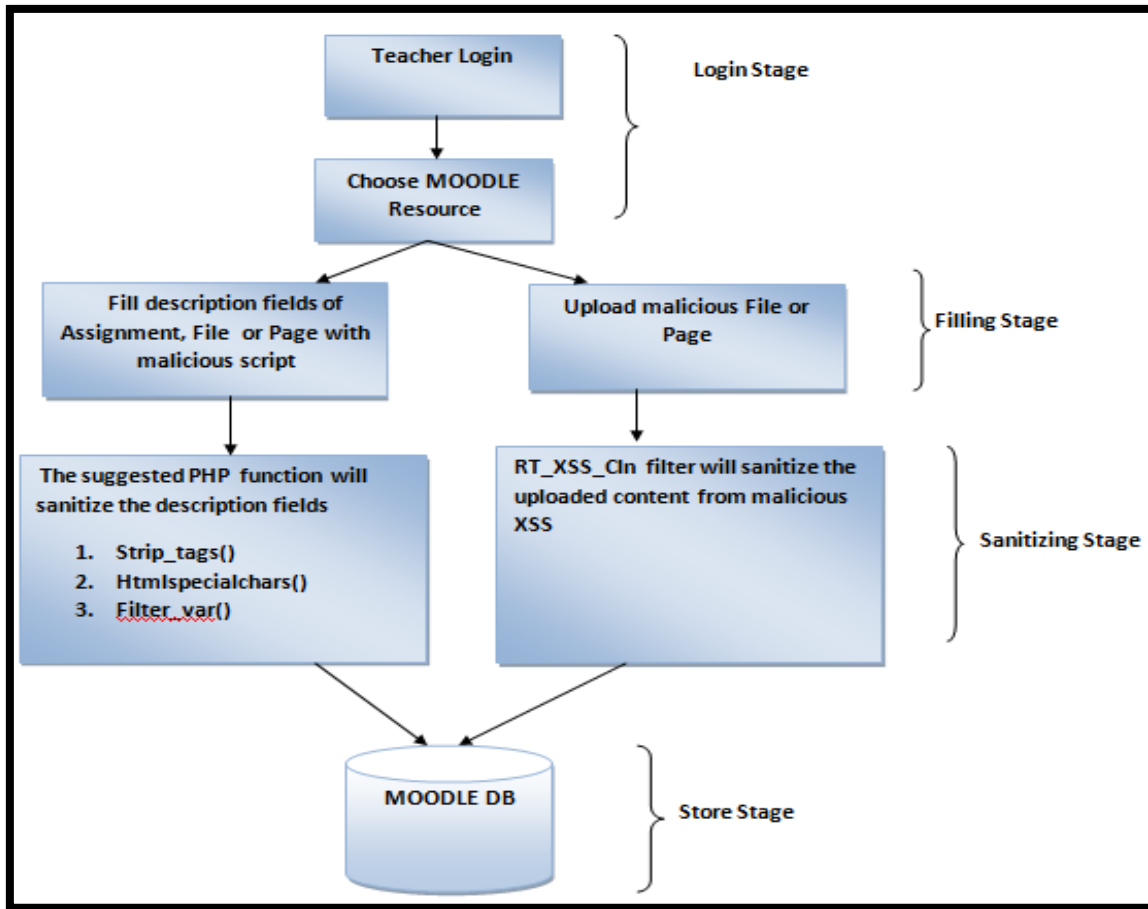 Teacher Login
Login Stage
Choose MOODLE
Resource
Fill description fields of
Assignment, File or Page with
malicious script
Upload malicious File or
Page
Filling Stage
The suggested PHP function will
sanitize the description fields
1. Strip_tags()
2. Htmlspecialchars()
3. Filter_var()
RT_XSS_Cln filter will sanitize the
uploaded content from malicious
XSS
Sanitizing Stage
MOODLE DB
Store Stage